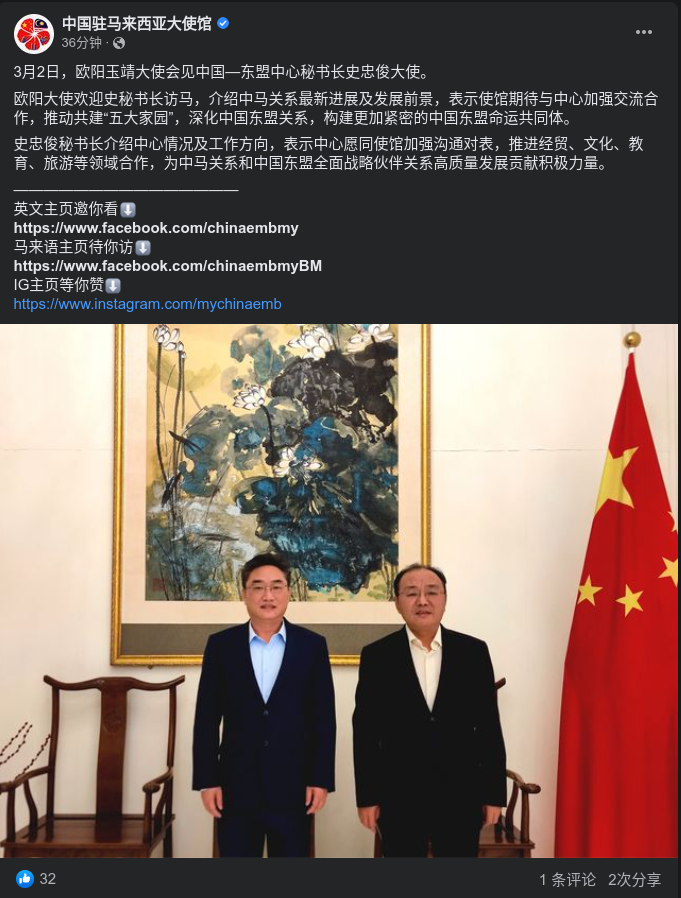 中国驻马来西亚大使馆
36分钟 ·
3月2日，欧阳玉靖大使会见中国—东盟中心秘书长史忠俊大使。
欧阳大使欢迎史秘书长访马，介绍中马关系最新进展及发展前景，表示使馆期待与中心加强交流合
作，推动共建“五大家园”，深化中国东盟关系，构建更加紧密的中国东盟命运共同体。
史忠俊秘书长介绍中心情况及工作方向，表示中心愿同使馆加强沟通对表，推进经贸、文化、教
育、旅游等领域合作，为中马关系和中国东盟全面战略伙伴关系高质量发展贡献积极力量。
———————————————
英文主页邀你看⬇️
https://www.facebook.com/chinaembmy
马来语主页待你访⬇️
https://www.facebook.com/chinaembmyBM
IG主页等你赞⬇️
https://www.instagram.com/mychinaemb
32
1 条评论 2次分享